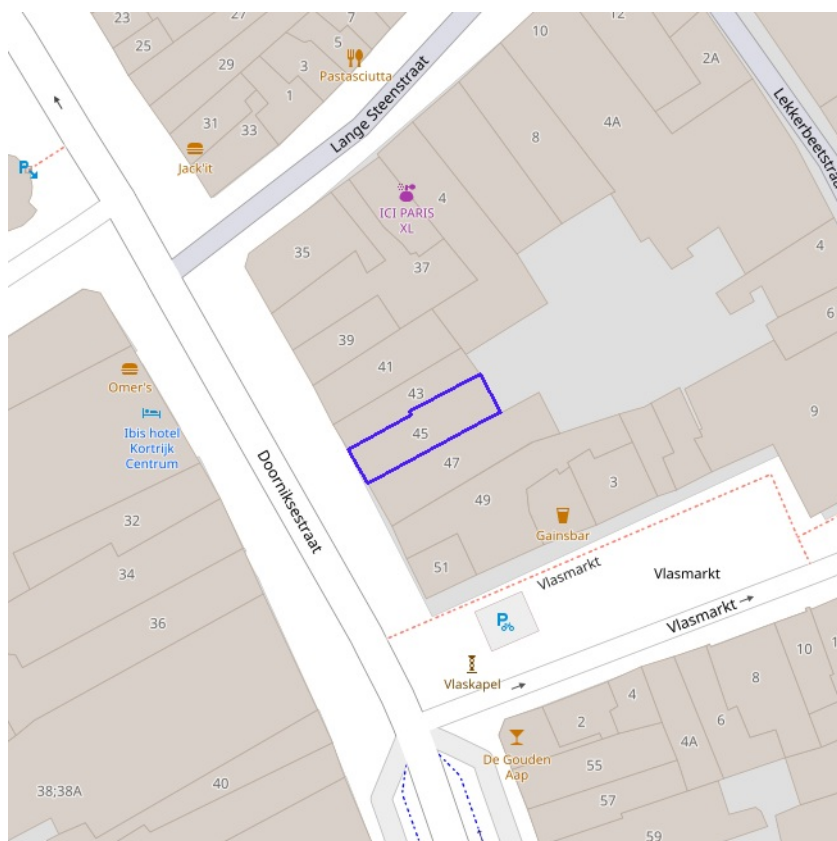 23
27
7
10
12
25
5
2A
29
3
Pastasciutta
1
Lange Steenstraat
4A
Lekkerbeetstraat
31
33
8
Jack'it
ICI PARIS
XL
4
35
37
4
6
39
41
43
45
47
9
Omer's
Ibis hotel
Kortrijk
Centrum
Doorniksestraat
49
3
32
Gainsbar
34
51
Vlasmarkt
Vlasmarkt
36
Vlasmarkt
Vlaskapel
10
8
4
6
2
4A
De Gouden
Aap
55
57
38;38A
40
59